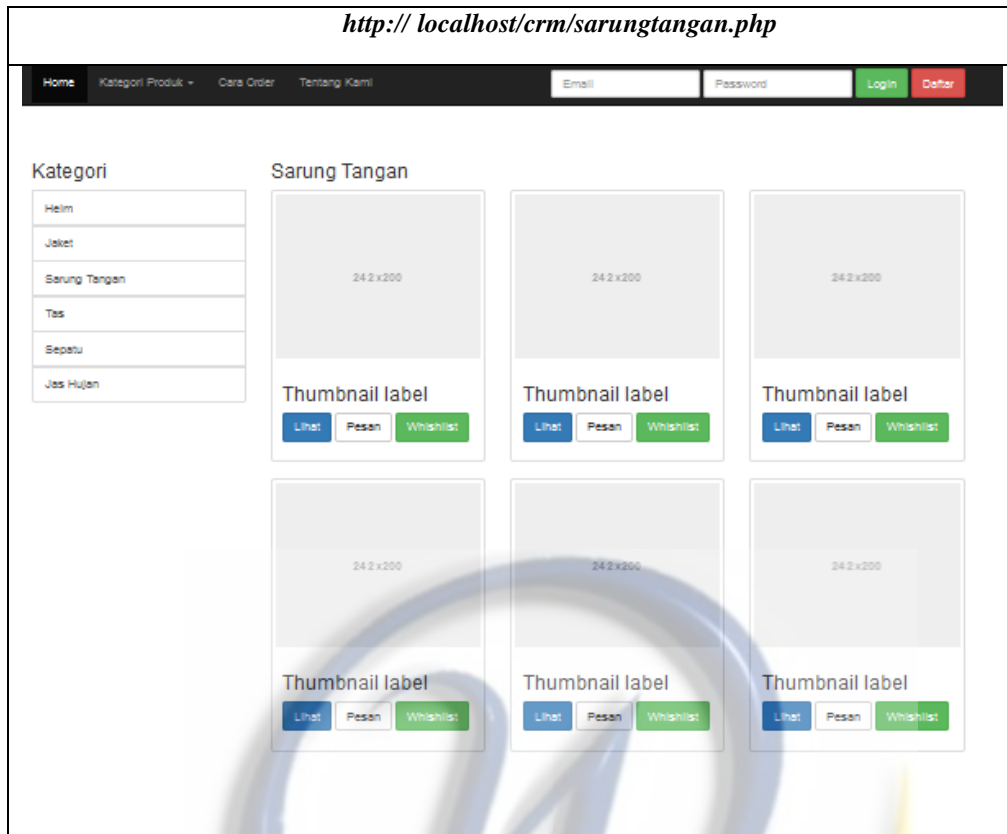 http:// localhost/crm/sarungtangan.php
Home Kategori Produk Cara Order Tentang Kami Email Password Login Daftar
Kategori
Helm
Jaket
Sarung Tangan
Tas
Sepatu
Jas Hujan
Sarung Tangan
242x200 242x200 242x200
Thumbnail label Thumbnail label Thumbnail label
Lihat Pesan Whishlist Lihat Pesan Whishlist Lihat Pesan Whishlist
242x200 242x200 242x200
Thumbnail label Thumbnail label Thumbnail label
Lihat Pesan Whishlist Lihat Pesan Whishlist Lihat Pesan Whishlist